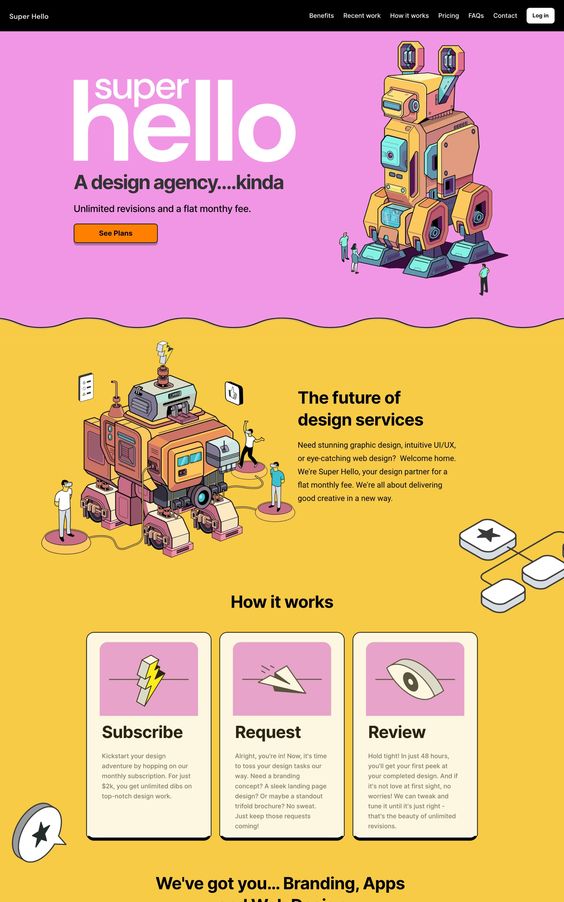 Super Hello
Benefits
Recent work
How it works
Pricing
FAQs
Contact
Log in
super
hello
A design agency....kinda
Unlimited revisions and a flat monthy fee.
See Plans
The future of
design services
Need stunning graphic design, intuitive UI/UX,
or eye-catching web design?  Welcome home.
We're Super Hello, your design partner for a
flat monthly fee. We're all about delivering
good creative in a new way.
How it works
Subscribe
Kickstart your design
adventure by hopping on our
monthly subscription. For just
$2k, you get unlimited dibs on
top-notch design work.
Request
Alright, you're in! Now, it's time
to toss your design tasks our
way. Need a branding
concept? A sleek landing page
design? Or maybe a standout
trifold brochure? No sweat.
Just keep those requests
coming!
Review
Hold tight! In just 48 hours,
you'll get your first peek at
your completed design. And if
it's not love at first sight, no
worries! We can tweak and
tune it until it's just right -
that's the beauty of unlimited
revisions.
We've got you... Branding, Apps